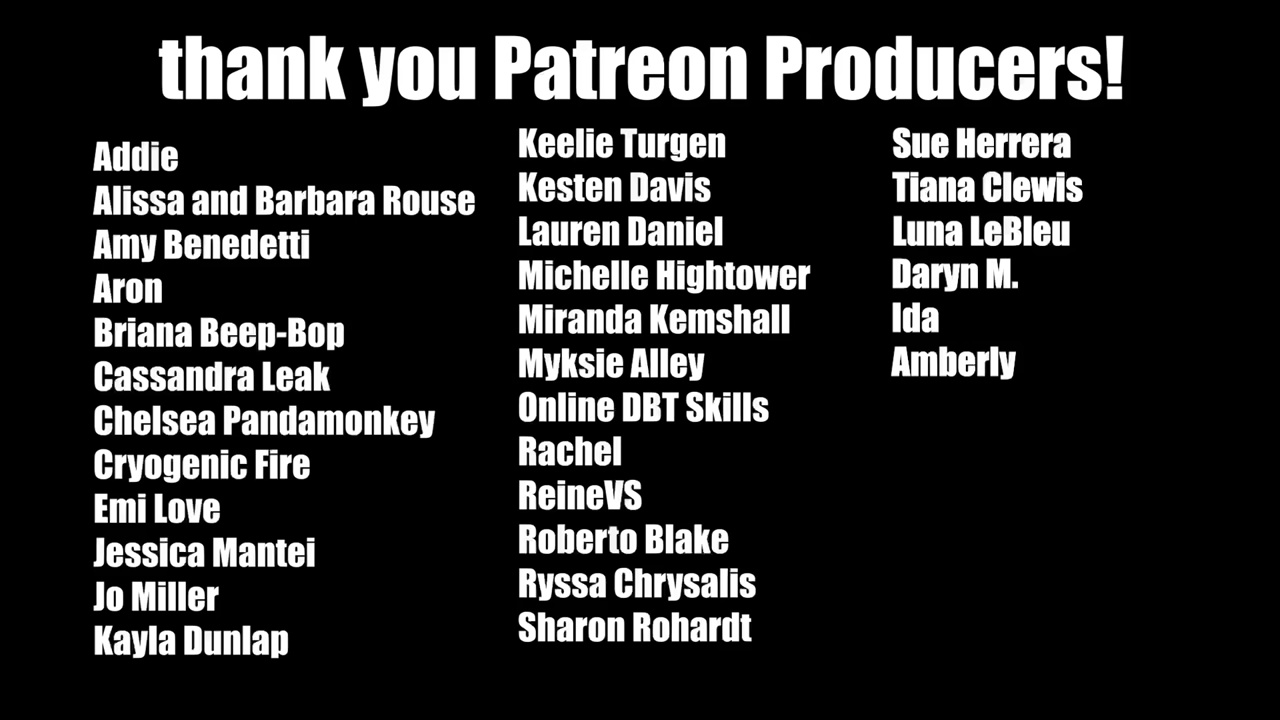 thank you Patreon Producers!
Addie
Alissa and Barbara Rouse
Amy Benedetti
Aron
Briana Beep-Bop
Cassandra Leak
Chelsea Pandamonkey
Cryogenic Fire
Emi Love
Jessica Mantei
Jo Miller
Kayla Dunlap
Keelie Turgen
Kesten Davis
Lauren Daniel
Michelle Hightower
Miranda Kemshall
Myksie Alley
Online DBT Skills
Rachel
ReineVS
Roberto Blake
Ryssa Chrysalis
Sharon Rohardt
Sue Herrera
Tiana Clewis
Luna LeBleu
Daryn M.
Ida
Amberly